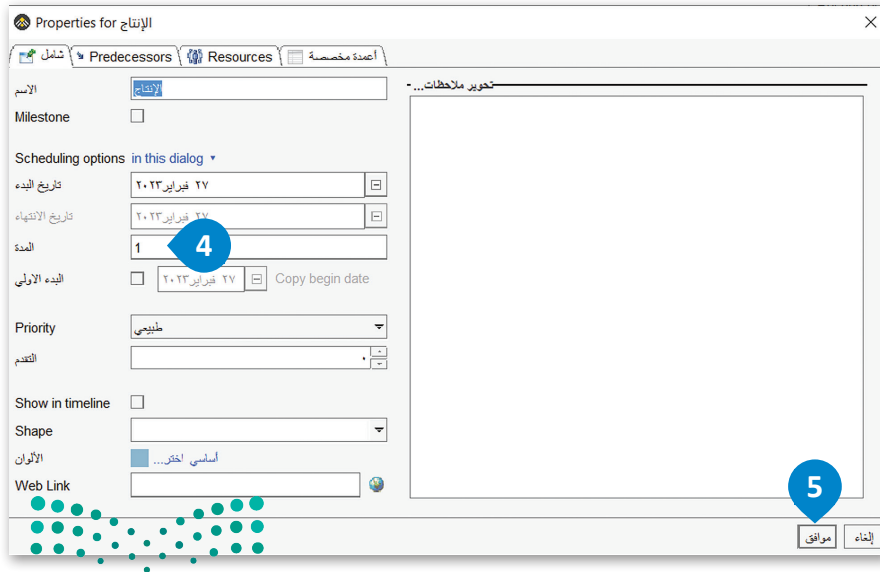 Properties for الإنتاج
شامل Predecessors Resources أعمدة مخصصة
الاسم الإنتاج
Milestone
Scheduling options in this dialog
تاريخ البدء ٢٧ فبراير٢٠٢٣
تاريخ الانتهاء ٢٧ فبراير٢٠٢٣
المدة 1
4
البدء الاولي ٢٧ فبراير٢٠٢٣ Copy begin date
Priority طبيعي
التقدم ٠
Show in timeline
Shape
الألوان أساسي اختر...
Web Link
تحوير ملاحظات...
5
موافق إلغاء